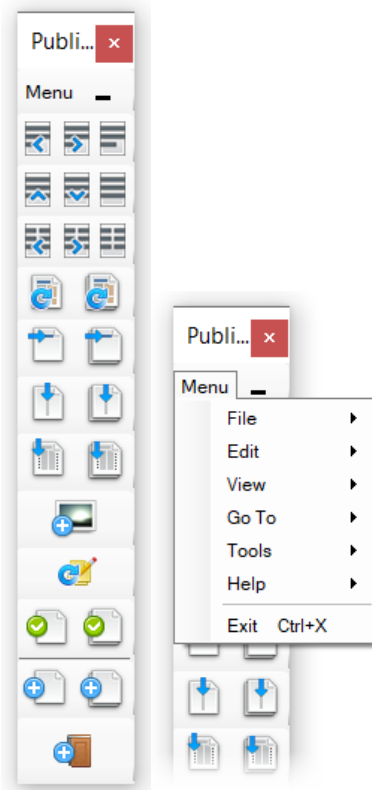 Publi...
Menu
Publi...
Menu
File
Edit
View
Go To
Tools
Help
Exit Ctrl+X